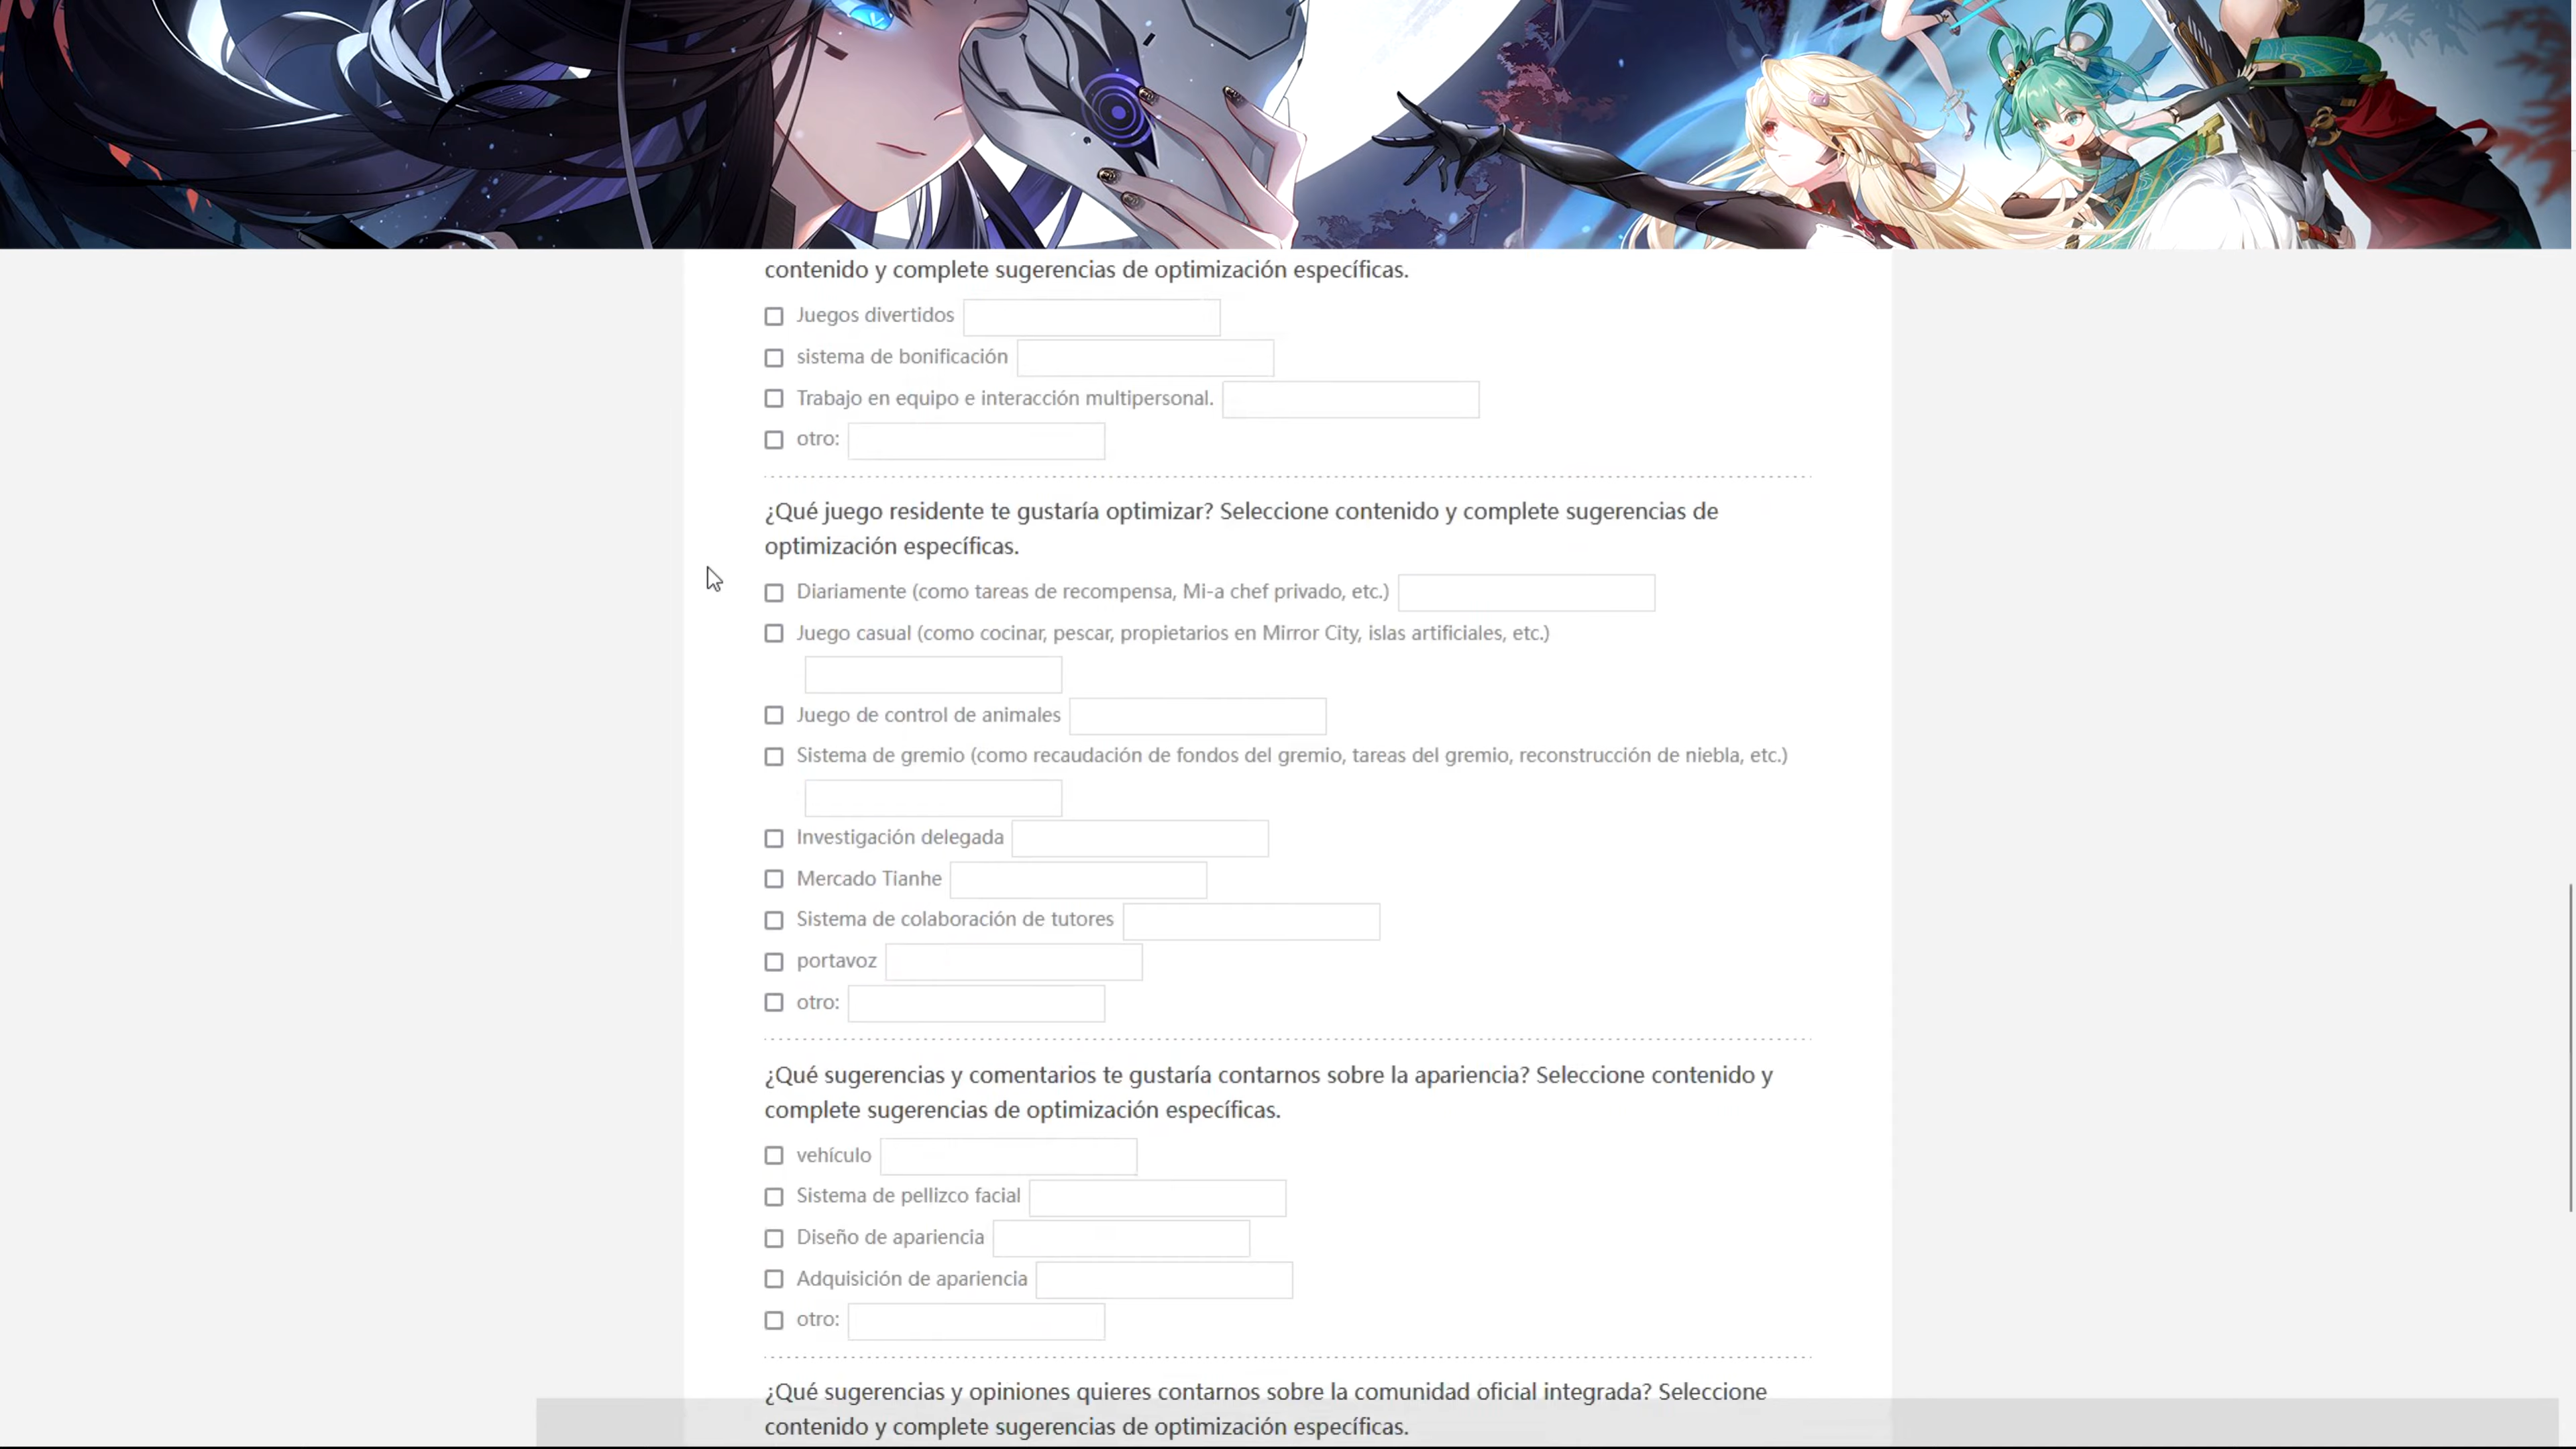 contenido y complete sugerencias de optimización específicas.
Juegos divertidos
sistema de bonificación
Trabajo en equipo e interacción multipersonal.
otro:
¿Qué juego residente te gustaría optimizar? Seleccione contenido y complete sugerencias de
optimización específicas.
Diariamente (como tareas de recompensa, Mi-a chef privado, etc.)
Juego casual (como cocinar, pescar, propietarios en Mirror City, islas artificiales, etc.)
Juego de control de animales
Sistema de gremio (como recaudación de fondos del gremio, tareas del gremio, reconstrucción de niebla, etc.)
Investigación delegada
Mercado Tianhe
Sistema de colaboración de tutores
portavoz
otro:
¿Qué sugerencias y comentarios te gustaría contarnos sobre la apariencia? Seleccione contenido y
complete sugerencias de optimización específicas.
vehículo
Sistema de pellizco facial
Diseño de apariencia
Adquisición de apariencia
otro:
¿Qué sugerencias y opiniones quieres contarnos sobre la comunidad oficial integrada? Seleccione
contenido y complete sugerencias de optimización específicas.